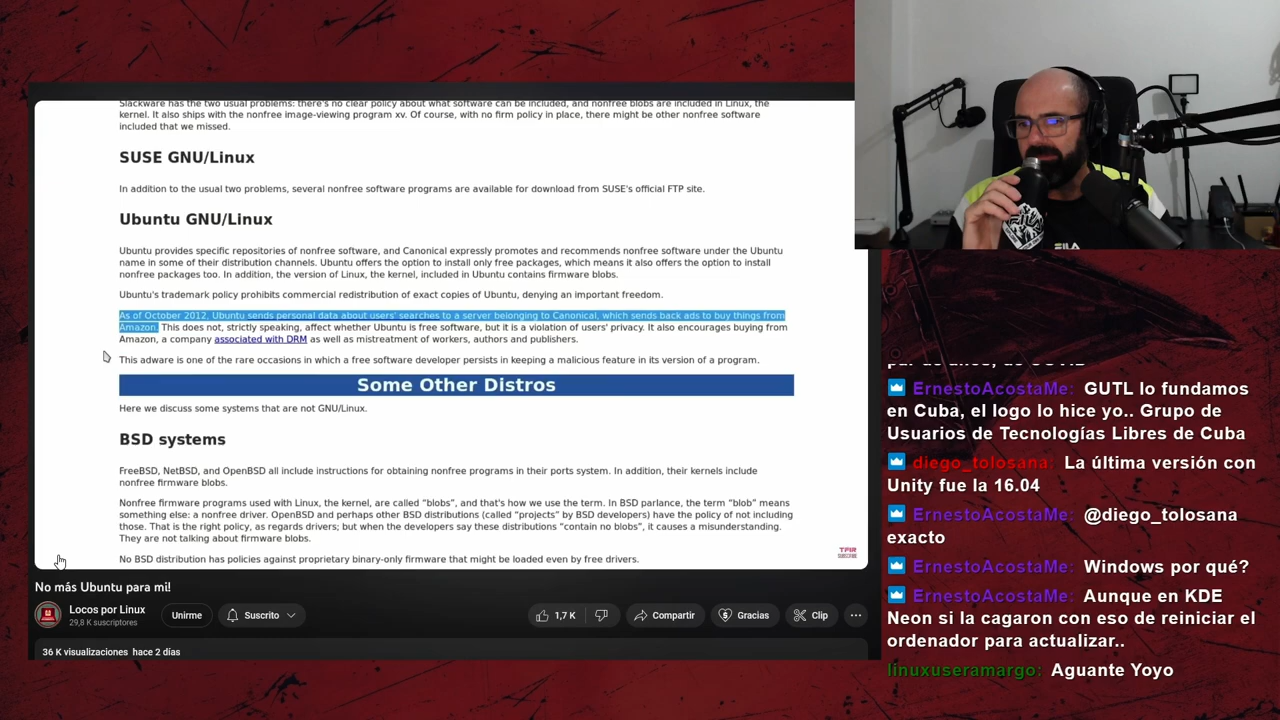 Slackware has the two usual problems: there's no clear policy about what software can be included, and nonfree blobs are included in Linux, the
kernel. It also ships with the nonfree image-viewing program xv. Of course, with no firm policy in place, there might be other nonfree software
included that we missed.
SUSE GNU/Linux
In addition to the usual two problems, several nonfree software programs are available for download from SUSE's official FTP site.
Ubuntu GNU/Linux
Ubuntu provides specific repositories of nonfree software, and Canonical expressly promotes and recommends nonfree software under the Ubuntu
name in some of their distribution channels. Ubuntu offers the option to install only free packages, which means it also offers the option to install
nonfree packages too. In addition, the version of Linux, the kernel, included in Ubuntu contains firmware blobs.
Ubuntu's trademark policy prohibits commercial redistribution of exact copies of Ubuntu, denying an important freedom.
As of October 2012, Ubuntu sends personal data about users' searches to a server belonging to Canonical, which sends back ads to buy things from
Amazon. This does not, strictly speaking, affect whether Ubuntu is free software, but it is a violation of users' privacy. It also encourages buying from
Amazon, a company associated with DRM as well as mistreatment of workers, authors and publishers.
This adware is one of the rare occasions in which a free software developer persists in keeping a malicious feature in its version of a program.
Some Other Distros
Here we discuss some systems that are not GNU/Linux.
BSD systems
FreeBSD, NetBSD, and OpenBSD all include instructions for obtaining nonfree programs in their ports system. In addition, their kernels include
nonfree firmware blobs.
Nonfree firmware programs used with Linux, the kernel, are called “blobs”, and that's how we use the term. In BSD parlance, the term “blob” means
something else: a nonfree driver. OpenBSD and perhaps other BSD distributions (called “projects” by BSD developers) have the policy of not including
those. That is the right policy, as regards drivers; but when the developers say these distributions “contain no blobs”, it causes a misunderstanding.
They are not talking about firmware blobs.
No BSD distribution has policies against proprietary binary-only firmware that might be loaded even by free drivers.
TFIR
SUBSCRIBE
No más Ubuntu para mi!
Locos por Linux
29,8 K suscriptores
Unirme
Suscrito
1,7 K
Compartir
Gracias
Clip
36 K visualizaciones hace 2 días
FILA
par de años, de COVID
ErnestoAcostaMe: GUTL lo fundamos
en Cuba, el logo lo hice yo.. Grupo de
Usuarios de Tecnologías Libres de Cuba
diego_tolosana: La última versión con
Unity fue la 16.04
ErnestoAcostaMe: @diego_tolosana
exacto
ErnestoAcostaMe: Windows por qué?
ErnestoAcostaMe: Aunque en KDE
Neon si la cagaron con eso de reiniciar el
ordenador para actualizar..
linuxuseramargo: Aguante Yoyo